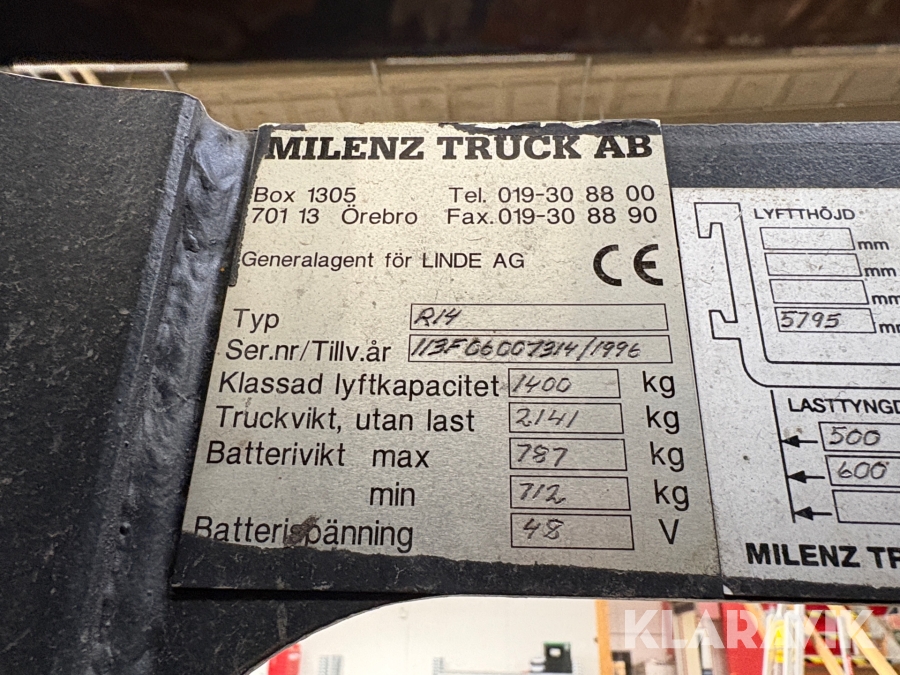 MILENZ TRUCK AB
Box 1305 Tel. 019-30 88 00
701 13 Örebro Fax. 019-30 88 90
Generalagent för LINDE AG CE
Typ R14
Ser.nr/Tillv.år 113F06007314/1996
Klassad lyftkapacitet 1400 kg
Truckvikt, utan last 2141 kg
Batterivikt max 787 kg
min 712 kg
Batterispänning 48 V
LYFTHÖJD
mm
mm
mm
5795 mm
LASTTYNGD
500
600
MILENZ TR
KLARAVIK